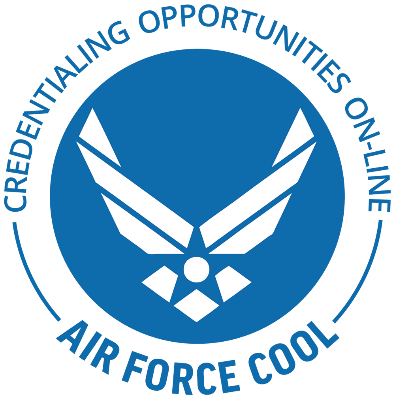 CREDENTIALING OPPORTUNITIES ON-LINE
AIR FORCE COOL